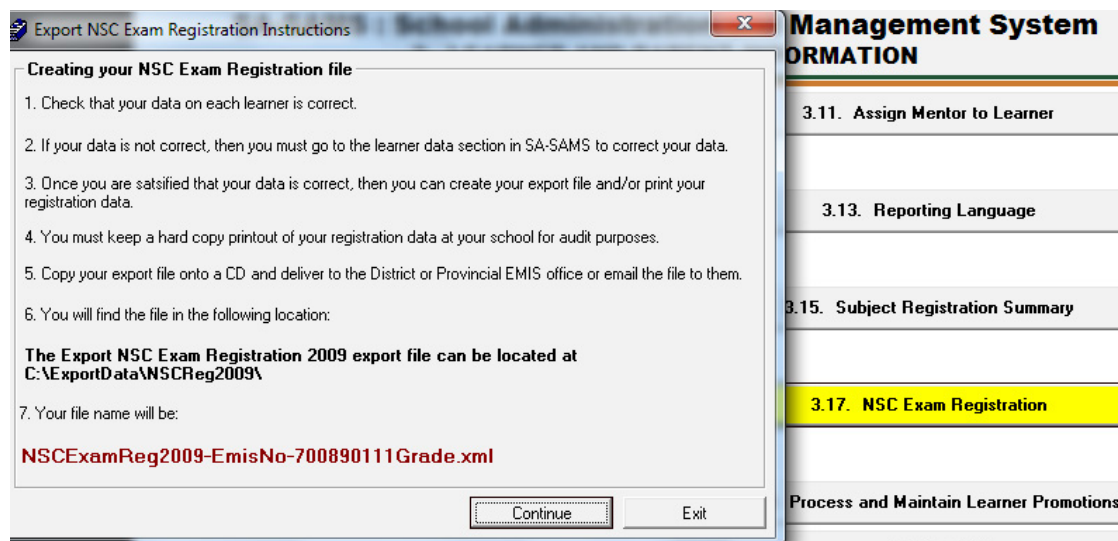 Export NSC Exam Registration Instructions
Creating your NSC Exam Registration file
1. Check that your data on each learner is correct.
2. If your data is not correct, then you must go to the learner data section in SA-SAMS to correct your data.
3. Once you are satsified that your data is correct, then you can create your export file and/or print your
registration data.
4. You must keep a hard copy printout of your registration data at your school for audit purposes.
5. Copy your export file onto a CD and deliver to the District or Provincial EMIS office or email the file to them.
6. You will find the file in the following location:
The Export NSC Exam Registration 2009 export file can be located at
C:\ExportData\NSCReg2009\
7. Your file name will be:
NSCExamReg2009-EmisNo-700890111Grade.xml
Continue
Exit
School Administration
Management System
ORMATION
3.11. Assign Mentor to Learner
3.13. Reporting Language
3.15. Subject Registration Summary
3.17. NSC Exam Registration
Process and Maintain Learner Promotions